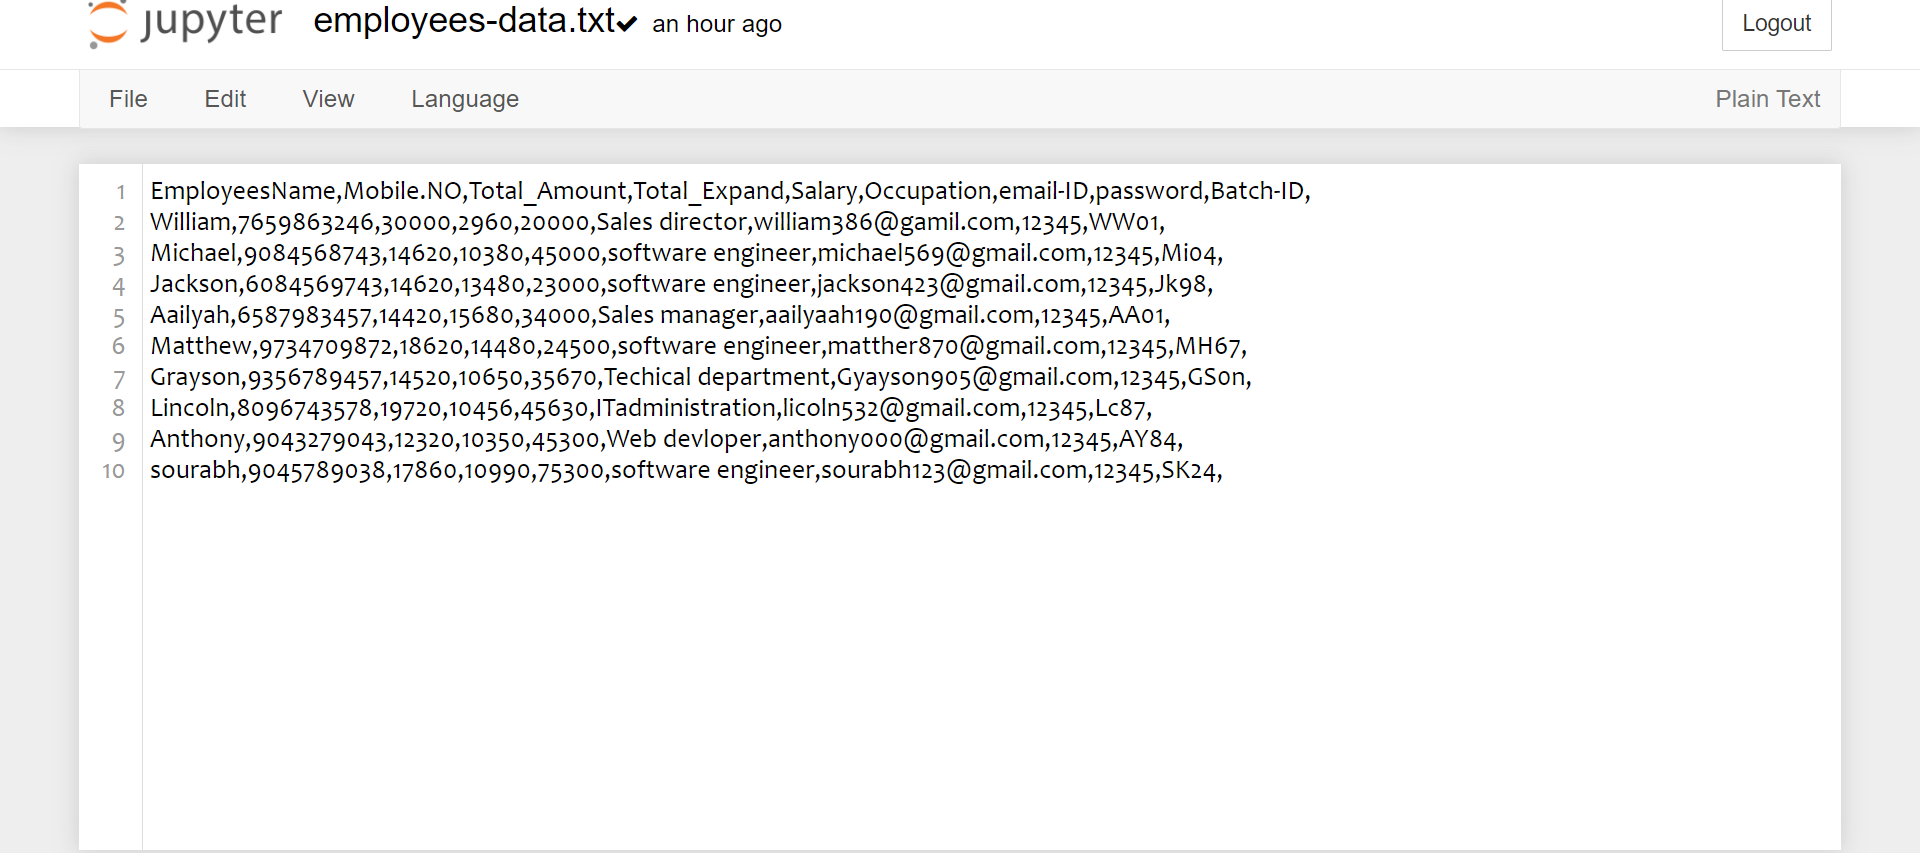 jupyter employees-data.txt an hour ago Logout
File Edit View Language Plain Text
1 EmployeesName,Mobile.NO,Total_Amount,Total_Expand,Salary,Occupation,email-ID,password,Batch-ID,
2 William,7659863246,30000,2960,20000,Sales director,william386@gamil.com,12345,WW01,
3 Michael,9084568743,14620,10380,45000,software engineer,michael569@gmail.com,12345,Mi04,
4 Jackson,6084569743,14620,13480,23000,software engineer,jackson423@gmail.com,12345,Jk98,
5 Aailyah,6587983457,14420,15680,34000,Sales manager,aailyaah190@gmail.com,12345,AA01,
6 Matthew,9734709872,18620,14480,24500,software engineer,matther870@gmail.com,12345,MH67,
7 Grayson,9356789457,14520,10650,35670,Techical department,Gyayson905@gmail.com,12345,GS0n,
8 Lincoln,8096743578,19720,10456,45630,ITadministration,licoln532@gmail.com,12345,Lc87,
9 Anthony,9043279043,12320,10350,45300,Web devloper,anthony000@gmail.com,12345,AY84,
10 sourabh,9045789038,17860,10990,75300,software engineer,sourabh123@gmail.com,12345,SK24,